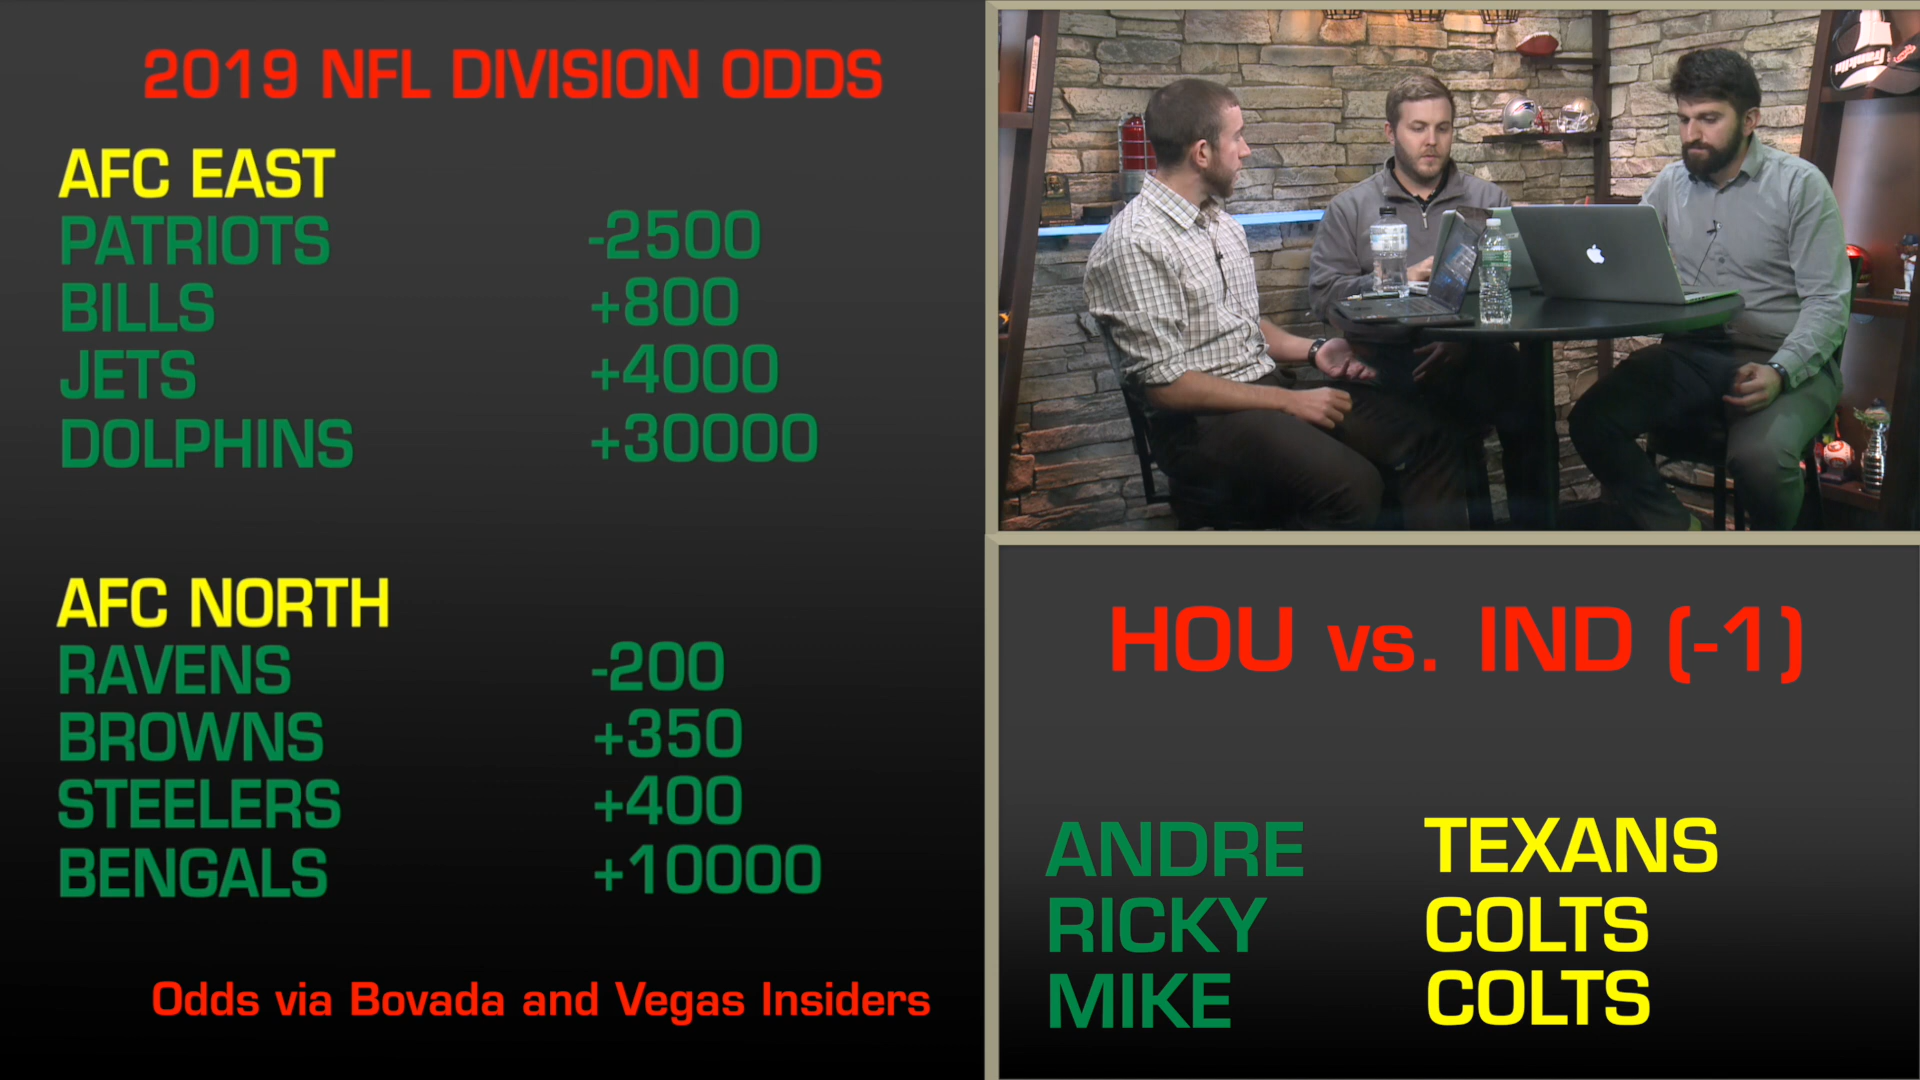 2019 NFL DIVISION ODDS
AFC EAST
PATRIOTS -2500
BILLS +800
JETS +4000
DOLPHINS +30000
AFC NORTH
RAVENS -200
BROWNS +350
STEELERS +400
BENGALS +10000
Odds via Bovada and Vegas Insiders
HOU vs. IND (-1)
ANDRE TEXANS
RICKY COLTS
MIKE COLTS